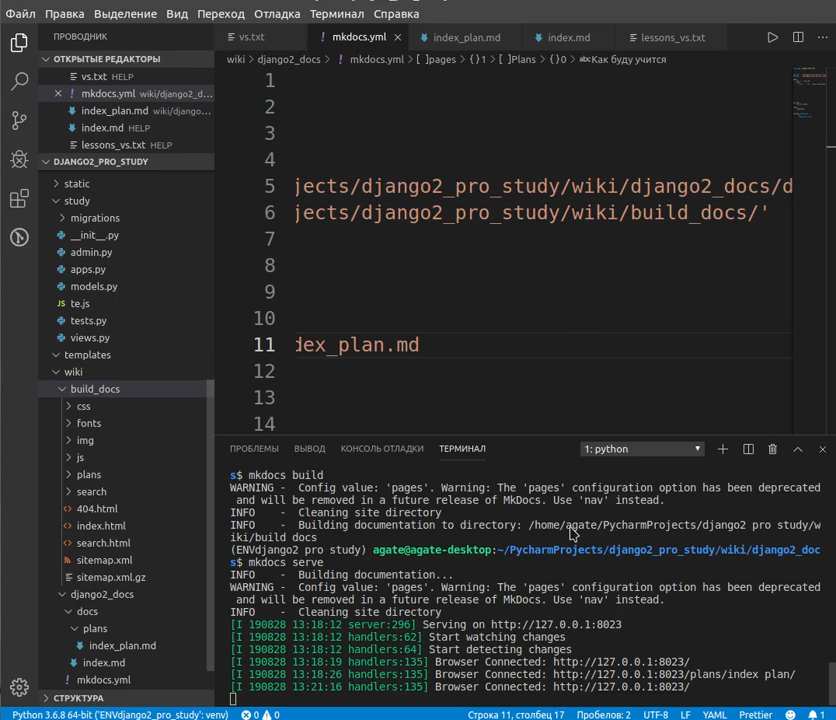 Файл Правка Выделение Вид Переход Отладка Терминал Справка
ПРОВОДНИК
vs.txt
! mkdocs.yml
index_plan.md
index.md
lessons_vs.txt
ОТКРЫТЫЕ РЕДАКТОРЫ
wiki > django2_docs > ! mkdocs.yml > [ ]pages > {}1 > [ ]Plans > {}0 > abcКак буду учится
vs.txt HELP
! mkdocs.yml wiki/django2_d...
index_plan.md wiki/django...
index.md HELP
lessons_vs.txt HELP
DJANGO2_PRO_STUDY
static
study
migrations
__init__.py
admin.py
apps.py
models.py
JS te.js
tests.py
views.py
templates
wiki
build_docs
css
fonts
img
js
plans
search
404.html
index.html
search.html
sitemap.xml
sitemap.xml.gz
django2_docs
docs
plans
index_plan.md
index.md
! mkdocs.yml
СТРУКТУРА
1
2
3
4
5 jects/django2_pro_study/wiki/django2_docs/d
6 jects/django2_pro_study/wiki/build_docs/'
7
8
9
10
11 dex_plan.md
12
13
14
ПРОБЛЕМЫ ВЫВОД КОНСОЛЬ ОТЛАДКИ ТЕРМИНАЛ 1: python
s$ mkdocs build
WARNING - Config value: 'pages'. Warning: The 'pages' configuration option has been deprecated
and will be removed in a future release of MkDocs. Use 'nav' instead.
INFO - Cleaning site directory
INFO - Building documentation to directory: /home/agate/PycharmProjects/django2 pro study/w
iki/build docs
(ENVdjango2 pro study) agate@agate-desktop:~/PycharmProjects/django2_pro_study/wiki/django2_doc
s$ mkdocs serve
INFO - Building documentation...
WARNING - Config value: 'pages'. Warning: The 'pages' configuration option has been deprecated
and will be removed in a future release of MkDocs. Use 'nav' instead.
INFO - Cleaning site directory
[I 190828 13:18:12 server:296] Serving on http://127.0.0.1:8023
[I 190828 13:18:12 handlers:62] Start watching changes
[I 190828 13:18:12 handlers:64] Start detecting changes
[I 190828 13:18:19 handlers:135] Browser Connected: http://127.0.0.1:8023/
[I 190828 13:18:26 handlers:135] Browser Connected: http://127.0.0.1:8023/plans/index plan/
[I 190828 13:21:16 handlers:135] Browser Connected: http://127.0.0.1:8023/
Python 3.6.8 64-bit ('ENVdjango2_pro_study': venv) 0 0 Строка 11, столбец 17 Пробелов: 2 UTF-8 LF YAML Prettier 1